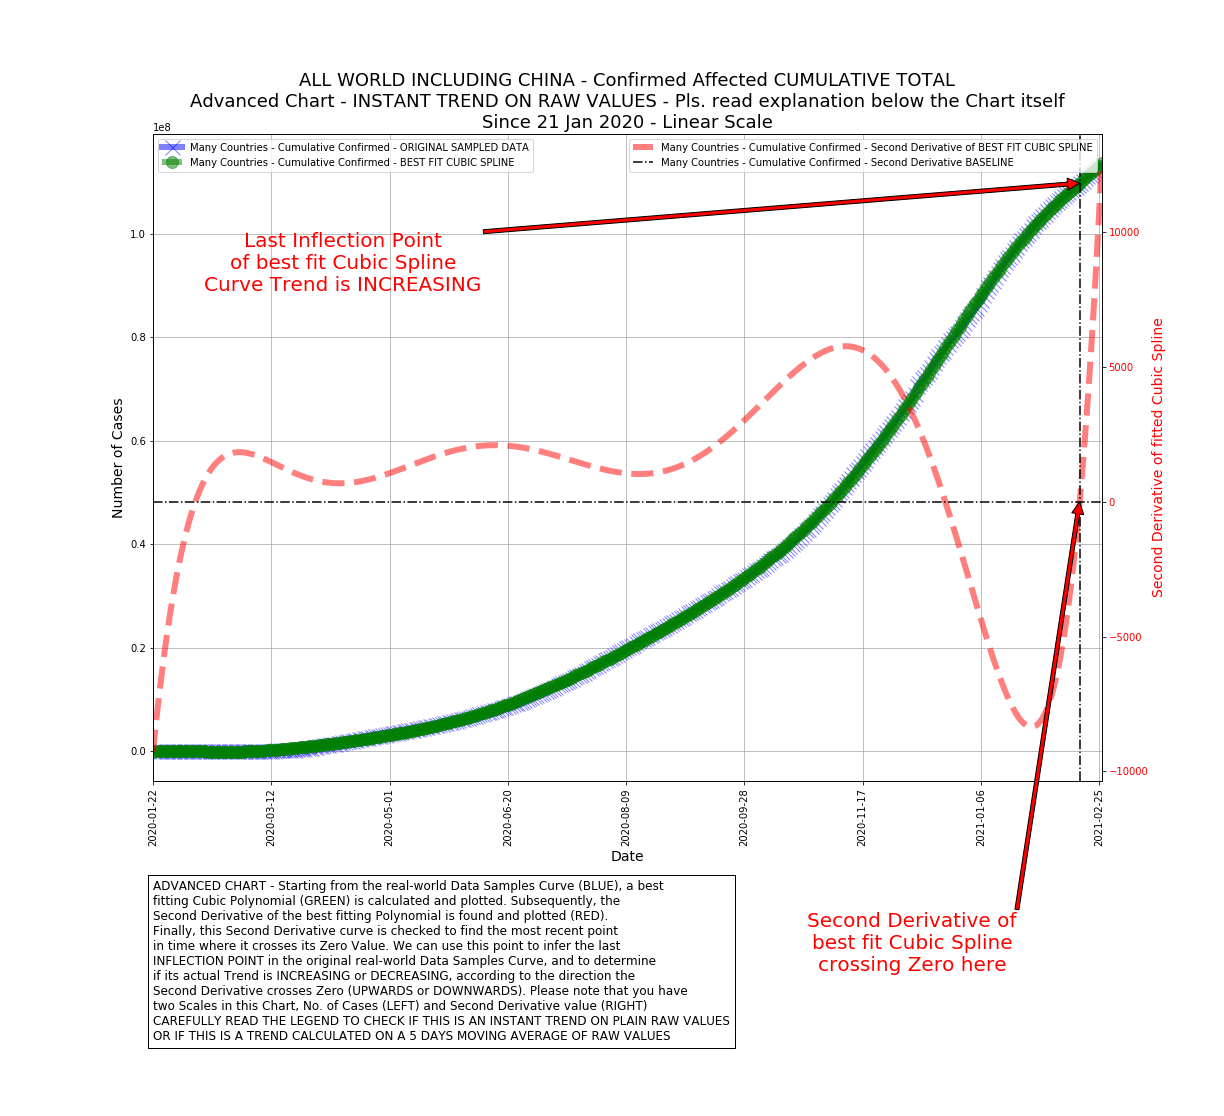 ALL WORLD INCLUDING CHINA - Confirmed Affected CUMULATIVE TOTAL
Advanced Chart - INSTANT TREND ON RAW VALUES - Pls. read explanation below the Chart itself
Since 21 Jan 2020 - Linear Scale
1e8
Many Countries - Cumulative Confirmed - ORIGINAL SAMPLED DATA
Many Countries - Cumulative Confirmed - BEST FIT CUBIC SPLINE
Many Countries - Cumulative Confirmed - Second Derivative of BEST FIT CUBIC SPLINE
Many Countries - Cumulative Confirmed - Second Derivative BASELINE
Last Inflection Point
of best fit Cubic Spline
Curve Trend is INCREASING
Number of Cases
1.0
0.8
0.6
0.4
0.2
0.0
10000
5000
0
−5000
−10000
Second Derivative of fitted Cubic Spline
2020-01-22
2020-03-12
2020-05-01
2020-06-20
2020-08-09
2020-09-28
2020-11-17
2021-01-06
2021-02-25
Date
ADVANCED CHART - Starting from the real-world Data Samples Curve (BLUE), a best
fitting Cubic Polynomial (GREEN) is calculated and plotted. Subsequently, the
Second Derivative of the best fitting Polynomial is found and plotted (RED).
Finally, this Second Derivative curve is checked to find the most recent point
in time where it crosses its Zero Value. We can use this point to infer the last
INFLECTION POINT in the original real-world Data Samples Curve, and to determine
if its actual Trend is INCREASING or DECREASING, according to the direction the
Second Derivative crosses Zero (UPWARDS or DOWNWARDS). Please note that you have
two Scales in this Chart, No. of Cases (LEFT) and Second Derivative value (RIGHT)
CAREFULLY READ THE LEGEND TO CHECK IF THIS IS AN INSTANT TREND ON PLAIN RAW VALUES
OR IF THIS IS A TREND CALCULATED ON A 5 DAYS MOVING AVERAGE OF RAW VALUES
Second Derivative of
best fit Cubic Spline
crossing Zero here